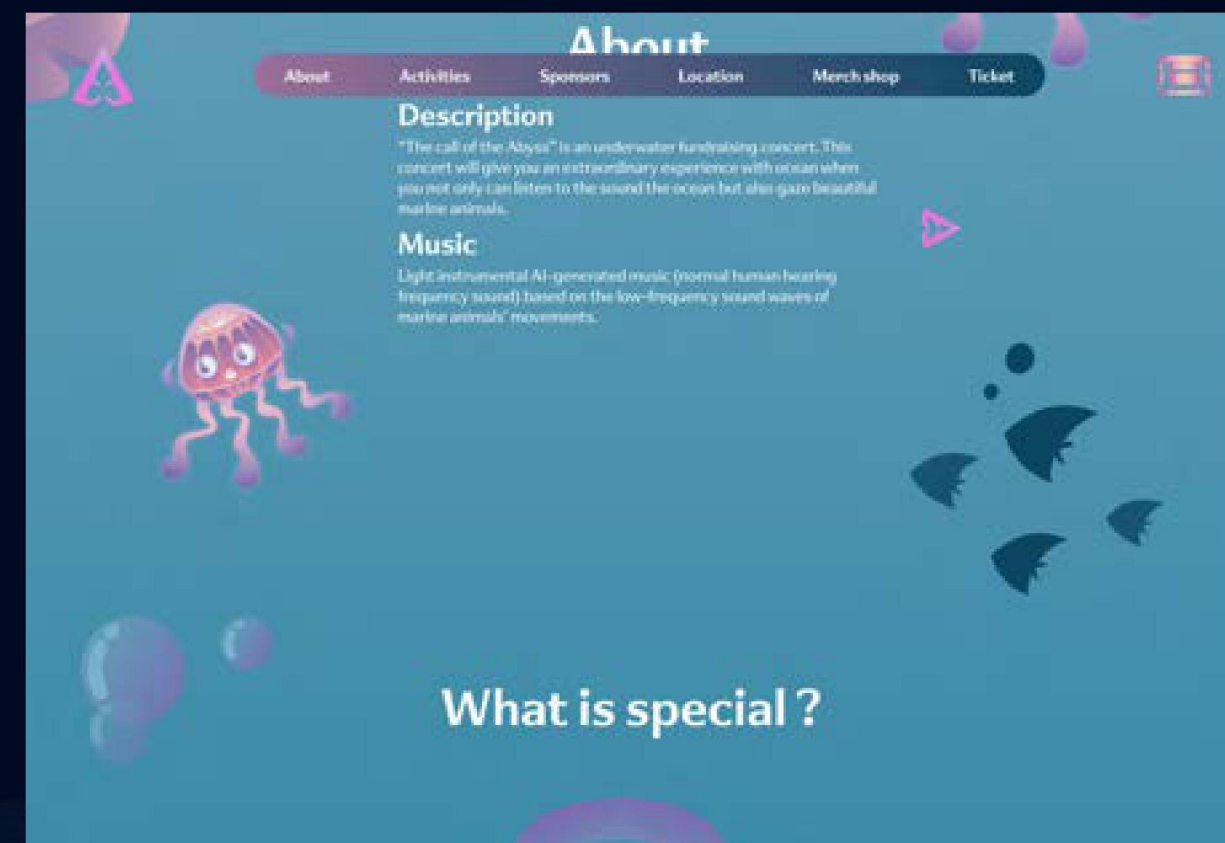 About
About Activities Sponsors Location Merch shop Ticket
Description
"The call of the Abyss" is an underwater fundraising concert. This
concert will give you an extraordinary experience with ocean when
you not only can listen to the sound the ocean but also gaze beautiful
marine animals.
Music
Light instrumental AI-generated music (normal human hearing
frequency sound) based on the low-frequency sound waves of
marine animals' movements.
What is special ?